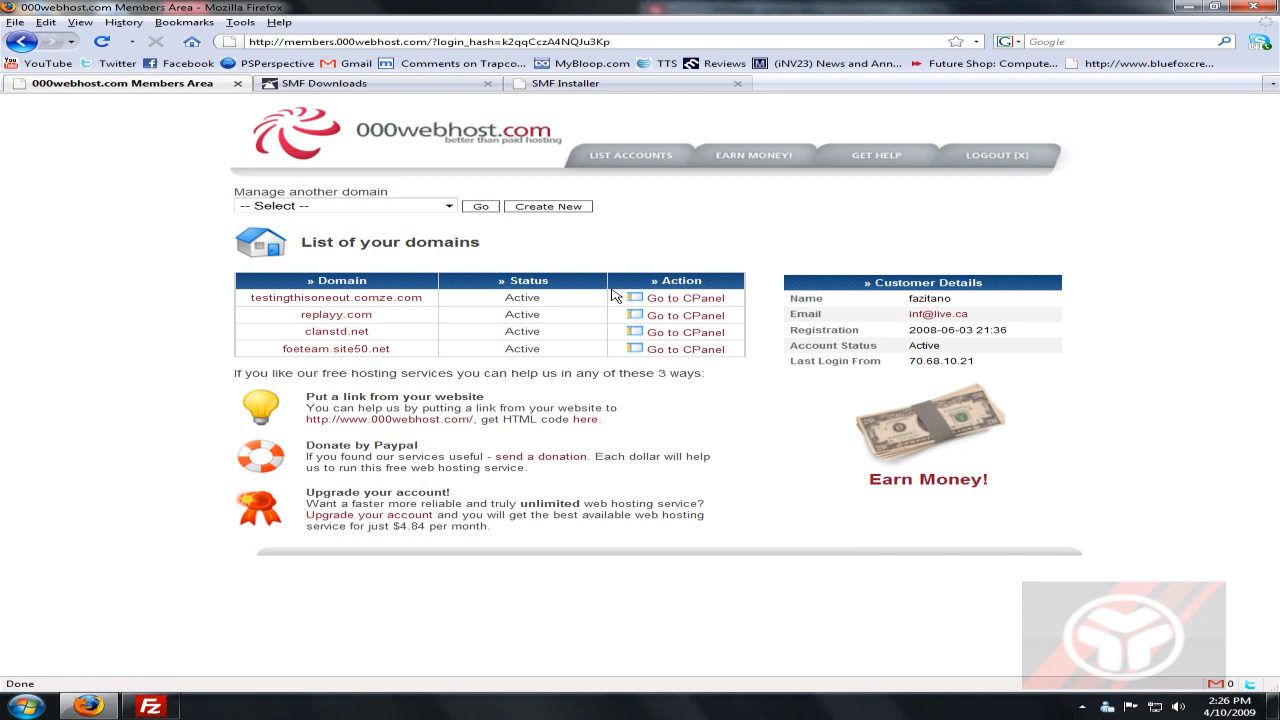 000webhost.com Members Area - Mozilla Firefox
File Edit View History Bookmarks Tools Help
http://members.000webhost.com/?login_hash=k2qqCczA4NQJu3Kp
Google
YouTube Twitter Facebook PSPerspective Gmail Comments on Trapco... MyBloop.com TTS Reviews (iNV23) News and Ann... Future Shop: Compute... http://www.bluefoxcre...
000webhost.com Members Area SMF Downloads SMF Installer
000webhost.com
better than paid hosting
LIST ACCOUNTS EARN MONEY! GET HELP LOGOUT [X]
Manage another domain
-- Select -- Go Create New
List of your domains
» Domain » Status » Action
testingthisoneout.comze.com Active Go to CPanel
replayy.com Active Go to CPanel
clanstd.net Active Go to CPanel
foeteam.site50.net Active Go to CPanel
» Customer Details
Name fazitano
Email inf@live.ca
Registration 2008-06-03 21:36
Account Status Active
Last Login From 70.68.10.21
If you like our free hosting services you can help us in any of these 3 ways:
Put a link from your website
You can help us by putting a link from your website to
http://www.000webhost.com/, get HTML code here.
Donate by Paypal
If you found our services useful - send a donation. Each dollar will help
us to run this free web hosting service.
Upgrade your account!
Want a faster more reliable and truly unlimited web hosting service?
Upgrade your account and you will get the best available web hosting
service for just $4.84 per month.
Earn Money!
Done
0
2:26 PM
4/10/2009